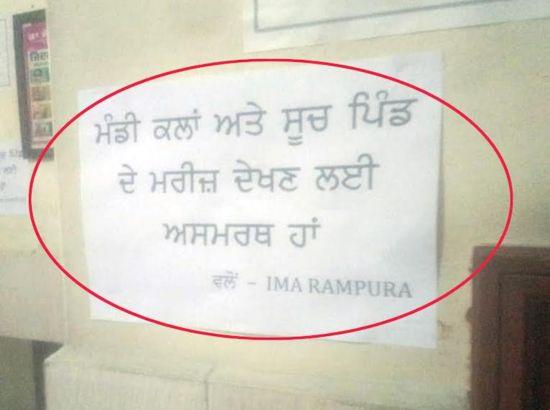 ਮੰਡੀ ਕਲਾਂ ਅਤੇ ਸੂਚ ਪਿੰਡ
ਦੇ ਮਰੀਜ਼ ਦੇਖਣ ਲਈ
ਅਸਮਰਥ ਹਾਂ
ਵਲੋਂ - IMA RAMPURA